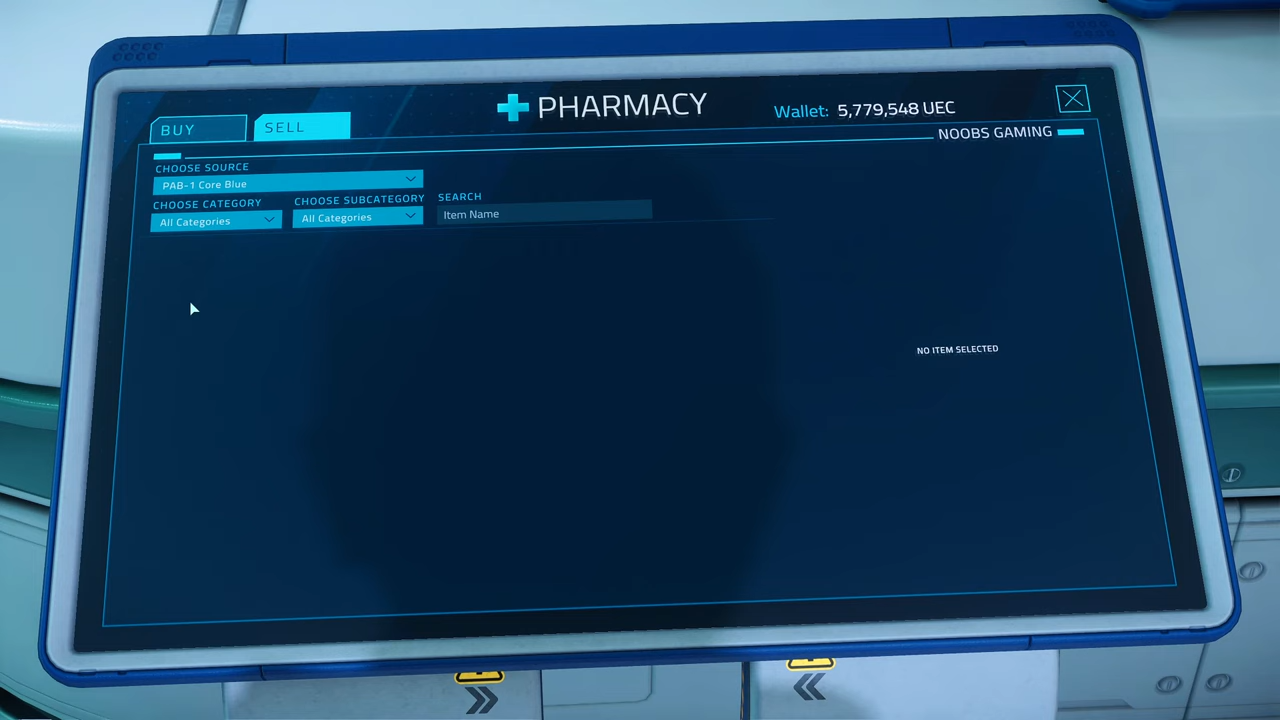 PHARMACY
Wallet: 5,779,548 UEC
BUY
SELL
NOOBS GAMING
CHOOSE SOURCE
PAB-1 Core Blue
CHOOSE CATEGORY
CHOOSE SUBCATEGORY
SEARCH
All Categories
All Categories
Item Name
NO ITEM SELECTED